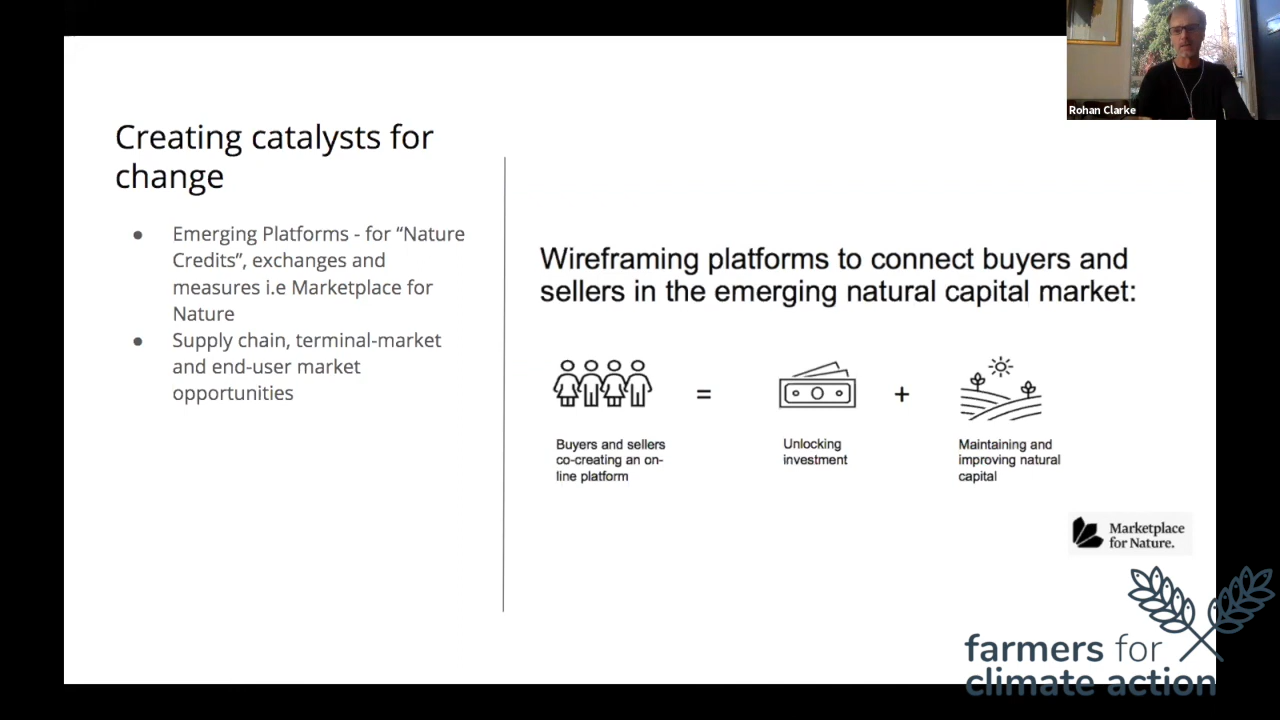 Rohan Clarke
Creating catalysts for
change
● Emerging Platforms - for “Nature
Credits”, exchanges and
measures i.e Marketplace for
Nature
● Supply chain, terminal-market
and end-user market
opportunities
Wireframing platforms to connect buyers and
sellers in the emerging natural capital market:
=
+
Buyers and sellers
co-creating an on-
line platform
Unlocking
investment
Maintaining and
improving natural
capital
Marketplace
for Nature.
farmers for
climate action